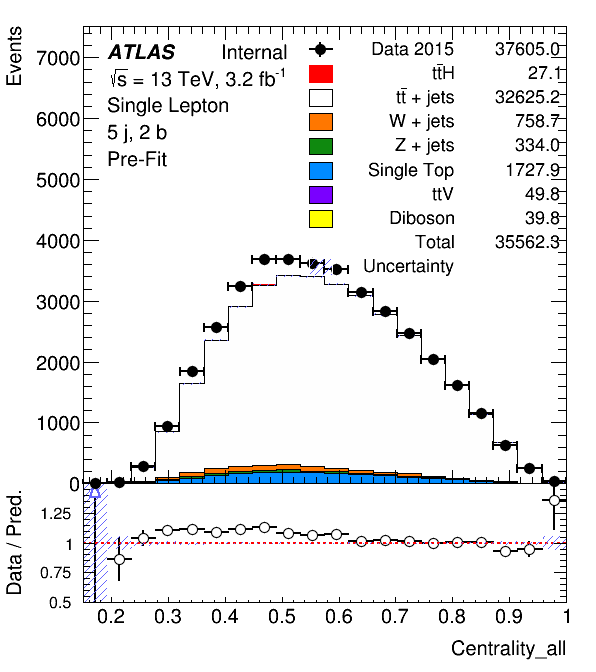 Events
7000
6000
5000
4000
3000
2000
1000
0
ATLAS Internal
√s = 13 TeV, 3.2 fb⁻¹
Single Lepton
5 j, 2 b
Pre-Fit
Data 2015 37605.0
tt̄H 27.1
tt̄ + jets 32625.2
W + jets 758.7
Z + jets 334.0
Single Top 1727.9
ttV 49.8
Diboson 39.8
Total 35562.3
Uncertainty
Data / Pred.
1.25
1
0.75
0.5
0.2 0.3 0.4 0.5 0.6 0.7 0.8 0.9 1
Centrality_all